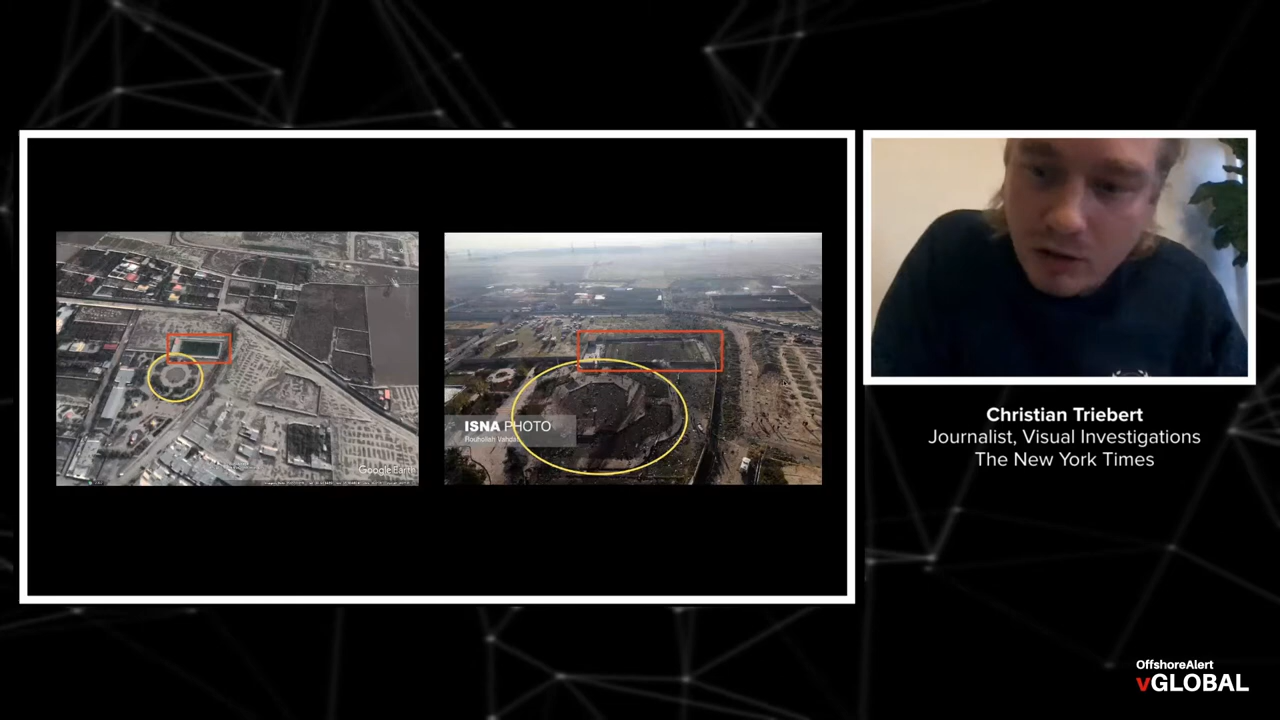 Google Earth
ISNA PHOTO
Christian Triebert
Journalist, Visual Investigations
The New York Times
OffshoreAlert
vGLOBAL